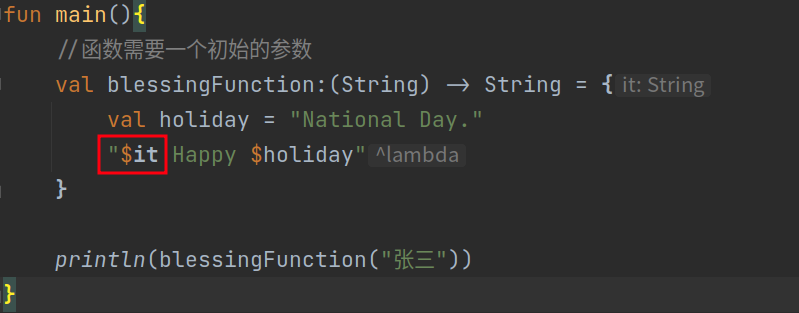 fun main(){
//函数需要一个初始的参数
val blessingFunction:(String) -> String = { it: String
val holiday = "National Day."
"$it Happy $holiday" ^lambda
}
println(blessingFunction("张三"))
}